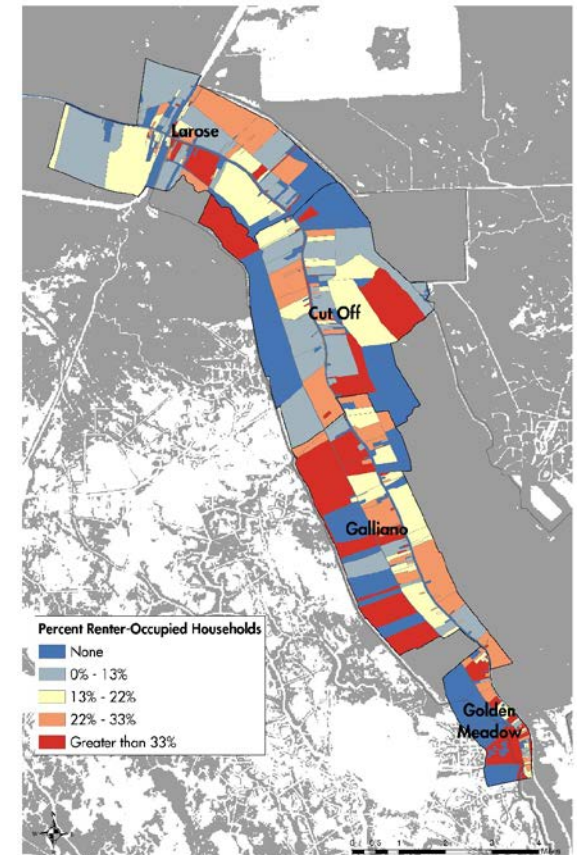 Larose
Cut Off
Galliano
Golden
Meadow
Percent Renter-Occupied Households
None
0% - 13%
13% - 22%
22% - 33%
Greater than 33%